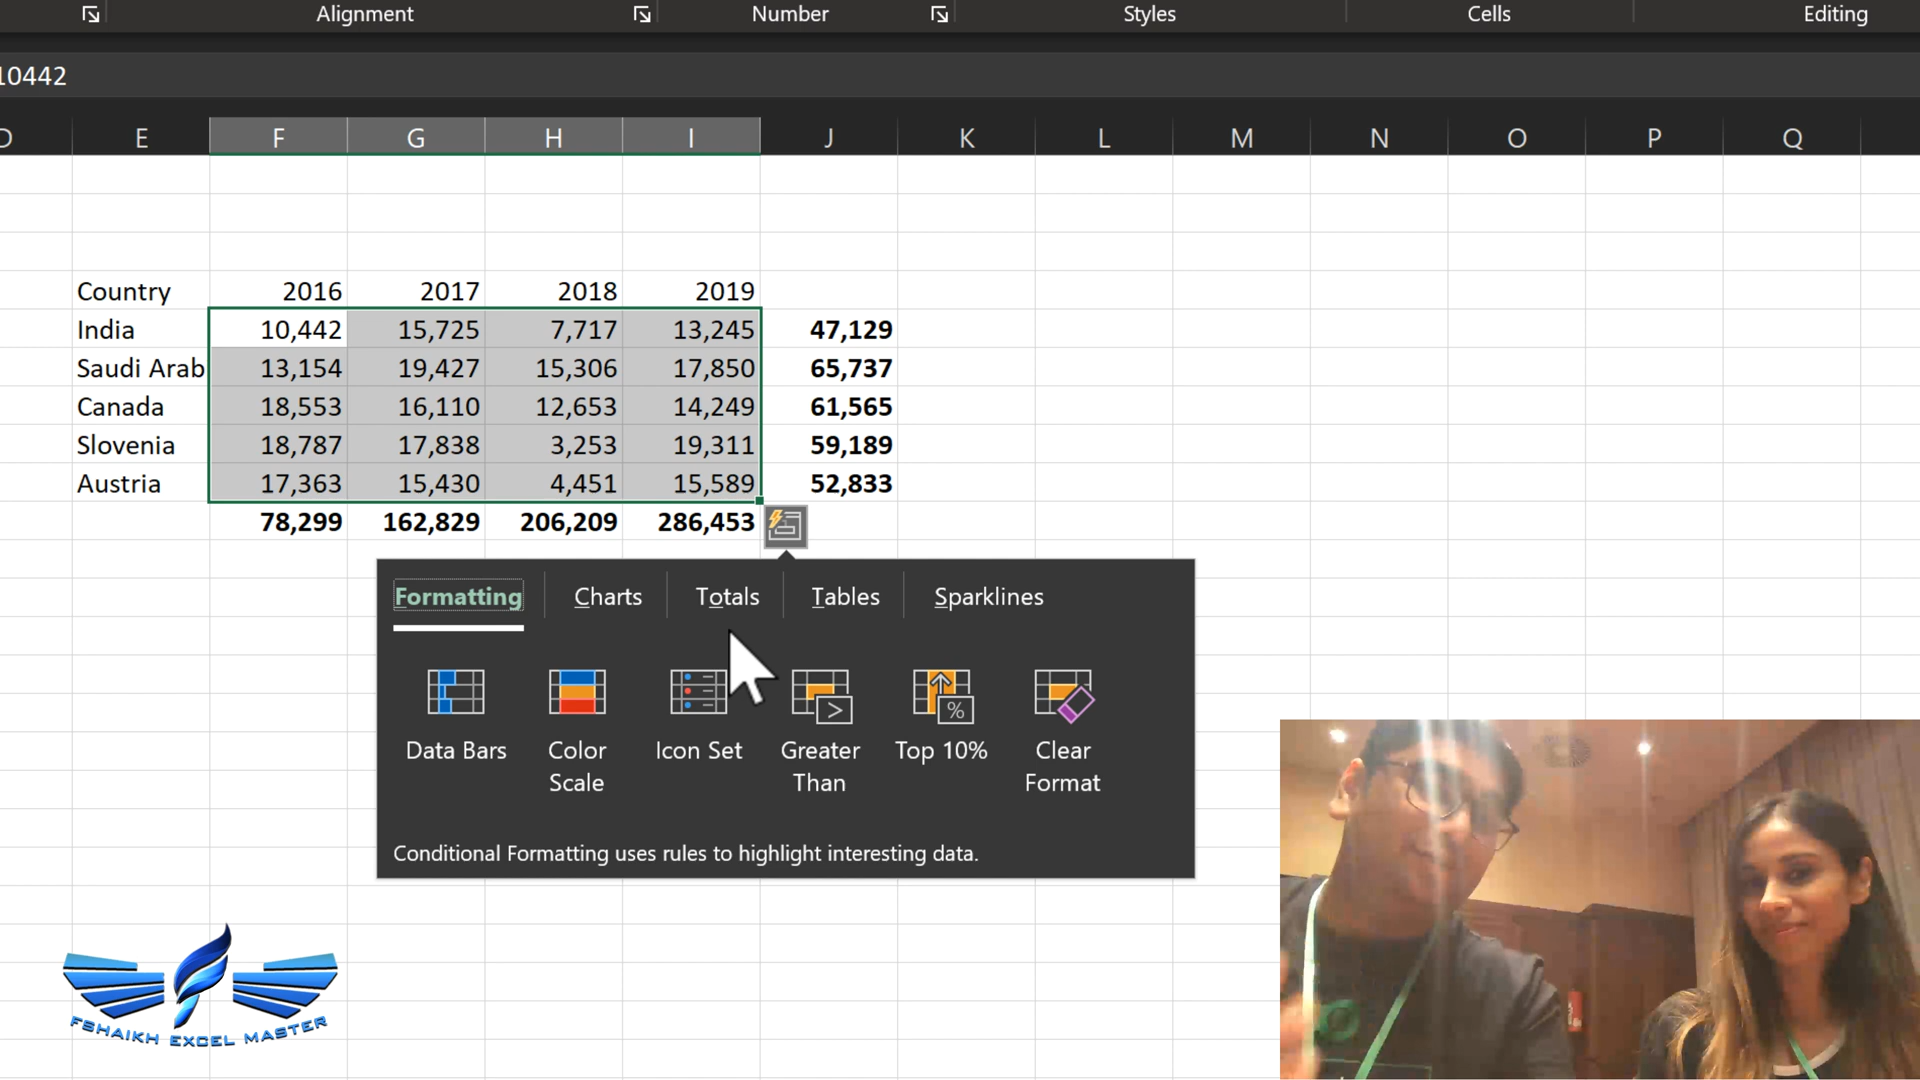 Alignment Number Styles Cells Editing
10442
D E F G H I J K L M N O P Q
Country 2016 2017 2018 2019
India 10,442 15,725 7,717 13,245 47,129
Saudi Arab 13,154 19,427 15,306 17,850 65,737
Canada 18,553 16,110 12,653 14,249 61,565
Slovenia 18,787 17,838 3,253 19,311 59,189
Austria 17,363 15,430 4,451 15,589 52,833
78,299 162,829 206,209 286,453
Formatting Charts Totals Tables Sparklines
Data Bars
Color
Scale
Icon Set
Greater
Than
Top 10%
Clear
Format
Conditional Formatting uses rules to highlight interesting data.
FSHAIKH EXCEL MASTER